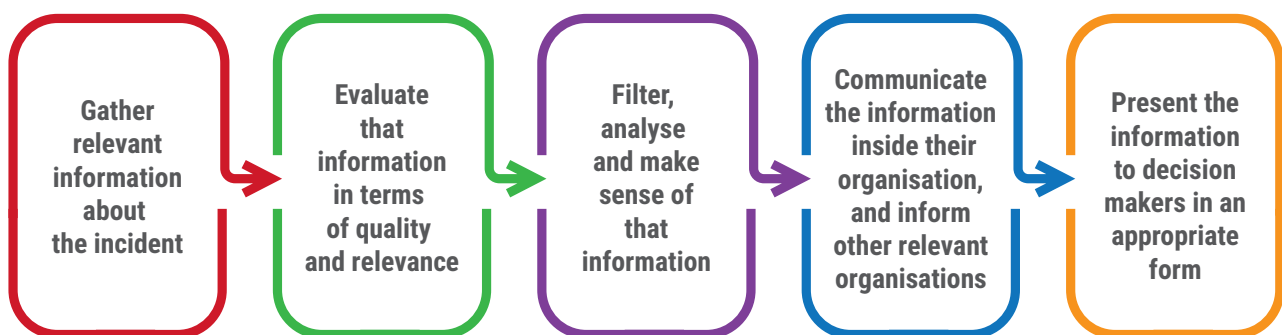 Gather
relevant
information
about
the incident
Evaluate
that
information
in terms
of quality
and relevance
Filter,
analyse
and make
sense of
that
information
Communicate
the information
inside their
organisation,
and inform
other relevant
organisations
Present the
information
to decision
makers in an
appropriate
form